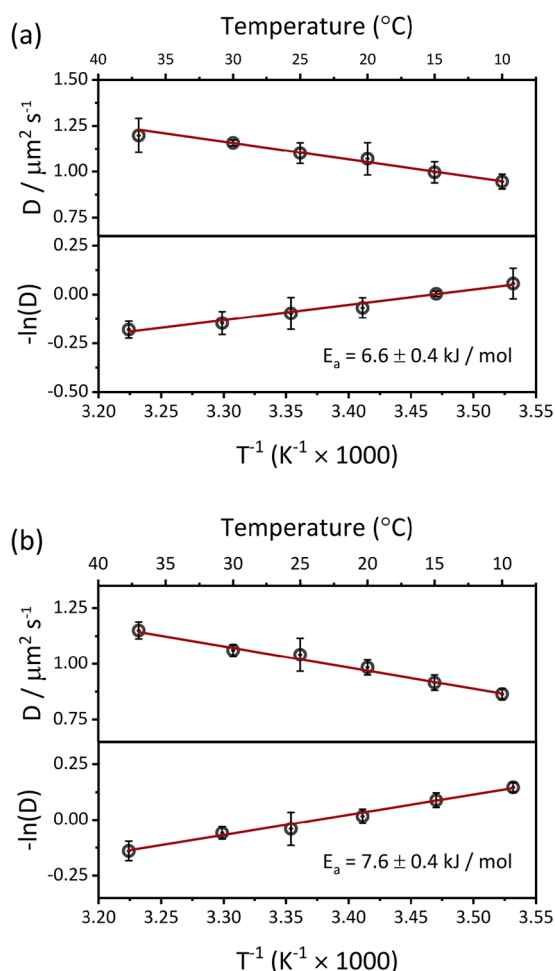 (a)
Temperature (°C)
40 35 30 25 20 15 10
1.50
1.25
1.00
0.75
D / μm² s⁻¹
0.25
0.00
-0.25
-0.50
-ln(D)
Eₐ = 6.6 ± 0.4 kJ / mol
3.20 3.25 3.30 3.35 3.40 3.45 3.50 3.55
T⁻¹ (K⁻¹ × 1000)
(b)
Temperature (°C)
40 35 30 25 20 15 10
1.25
1.00
0.75
D / μm² s⁻¹
0.25
0.00
-0.25
-ln(D)
Eₐ = 7.6 ± 0.4 kJ / mol
3.20 3.25 3.30 3.35 3.40 3.45 3.50 3.55
T⁻¹ (K⁻¹ × 1000)